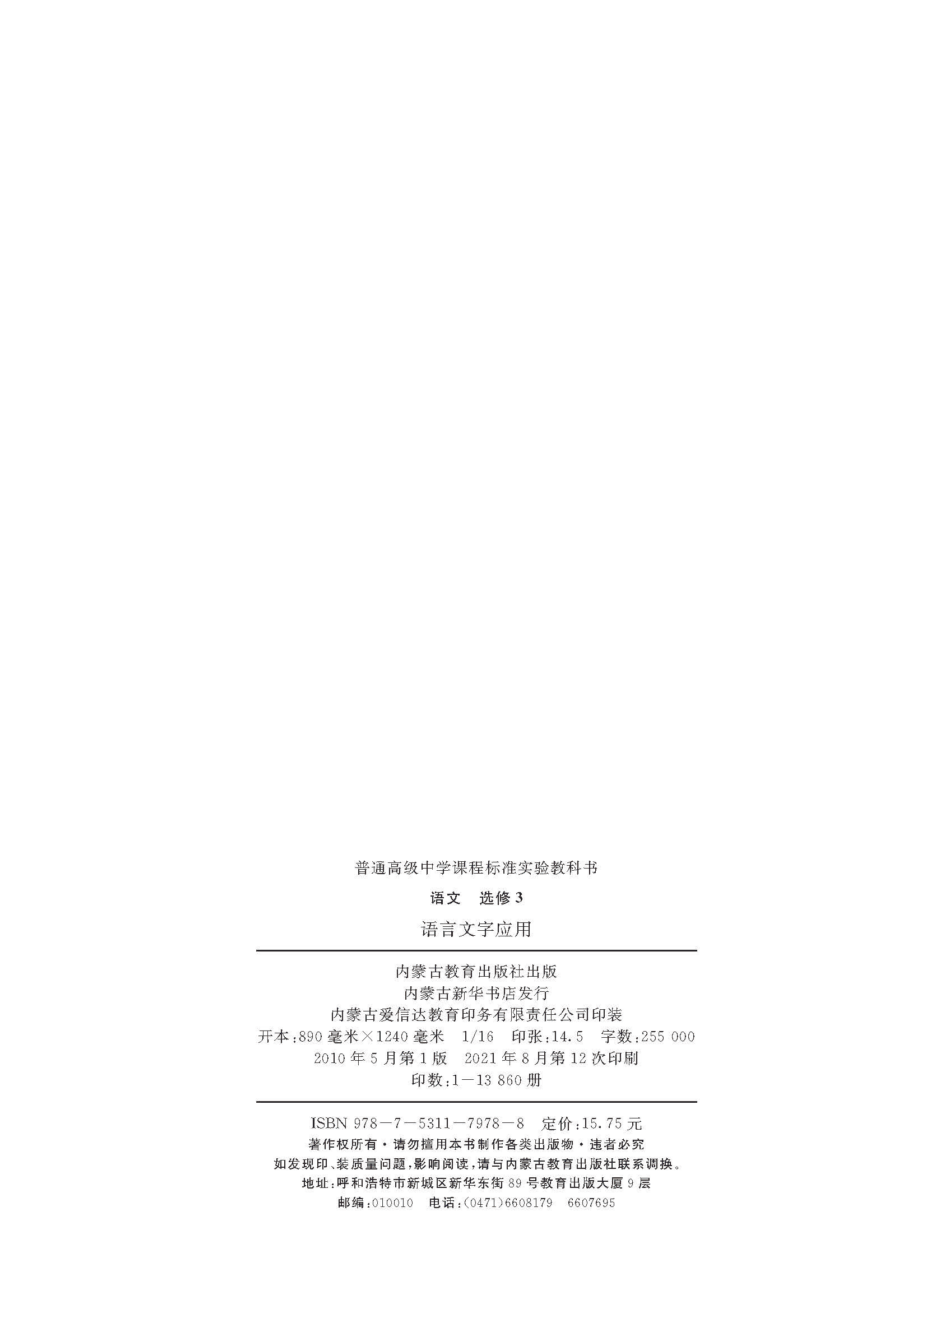 普通高级中学课程标准实验教科书
语文　选修 3
语言文字应用
内蒙古教育出版社出版
内蒙古新华书店发行
内蒙古爱信达教育印务有限责任公司印装
开本:890 毫米×1240 毫米　1/16　印张:14.5　字数:255 000
2010 年 5 月第 1 版　2021 年 8 月第 12 次印刷
印数:1—13 860 册
ISBN 978—7—5311—7978—8　定价:15.75 元
著作权所有·请勿擅用本书制作各类出版物·违者必究
如发现印、装质量问题,影响阅读,请与内蒙古教育出版社联系调换。
地址:呼和浩特市新城区新华东街 89 号教育出版大厦 9 层
邮编:010010　电话:(0471)6608179　6607695